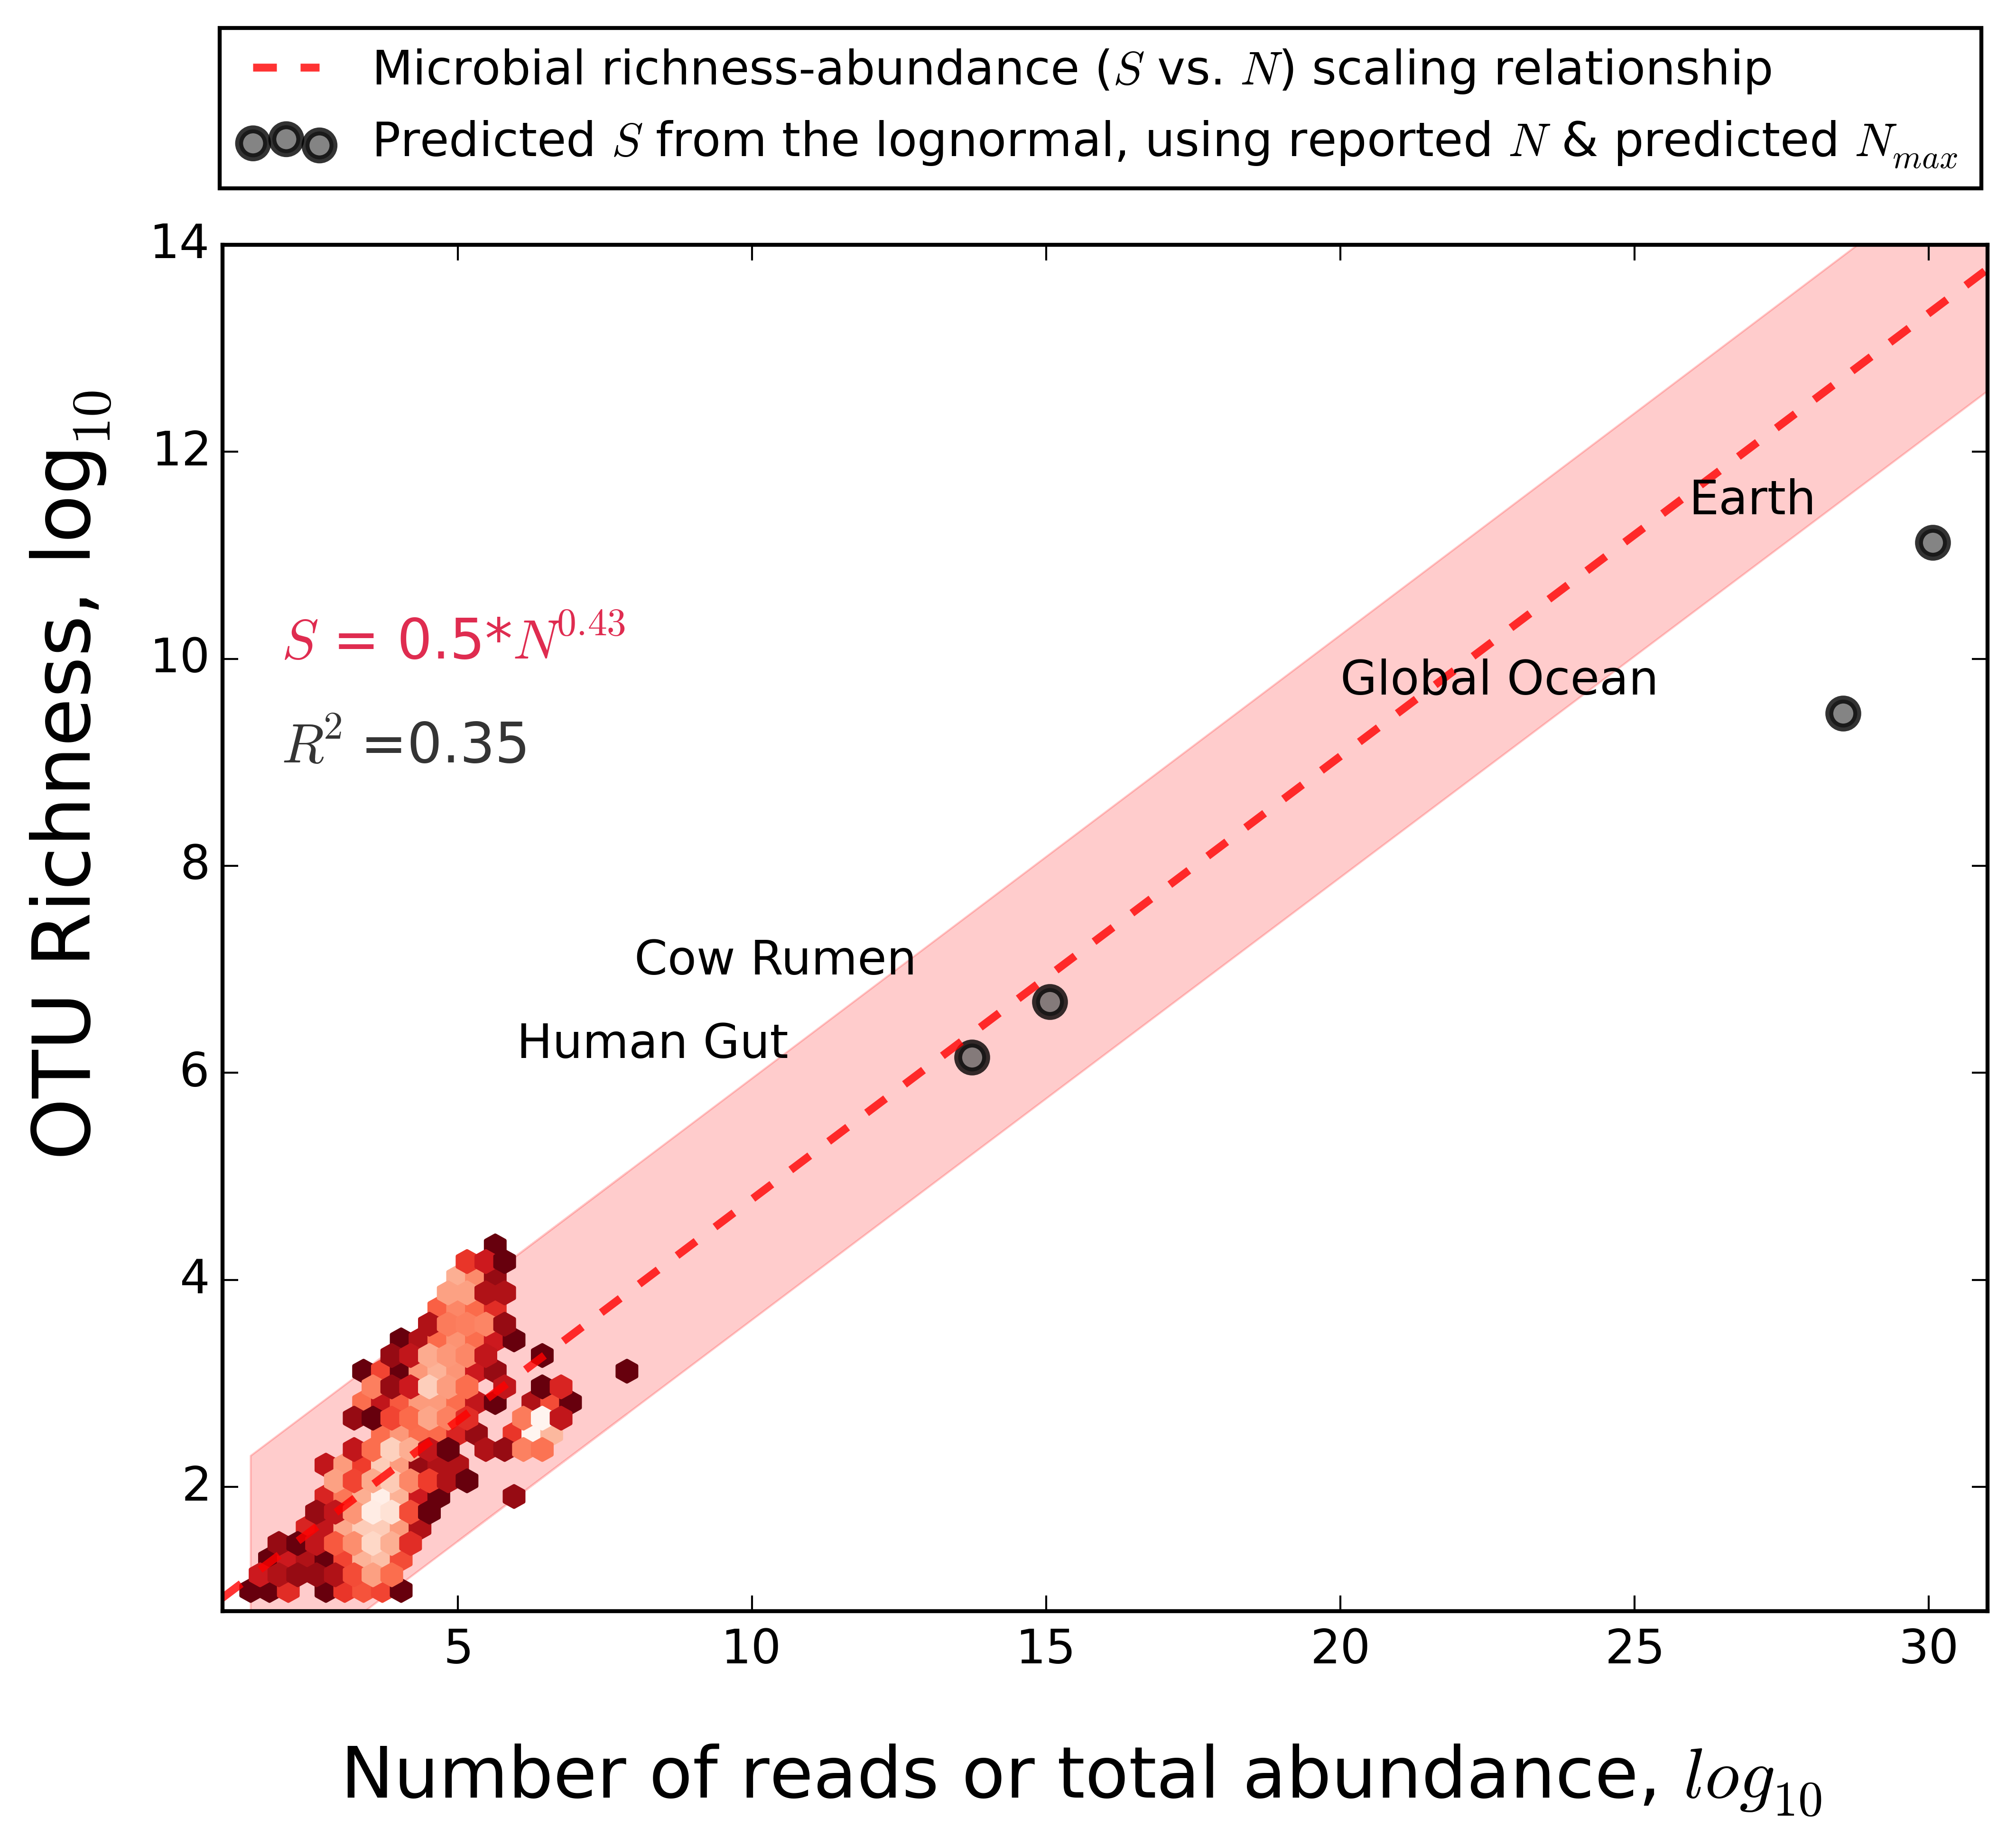 Microbial richness-abundance (S vs. N) scaling relationship
Predicted S from the lognormal, using reported N & predicted N_max
14
12
10
8
6
4
2
OTU Richness, log₁₀
Earth
S = 0.5*N^0.43
Global Ocean
R² =0.35
Cow Rumen
Human Gut
5 10 15 20 25 30
Number of reads or total abundance, log₁₀